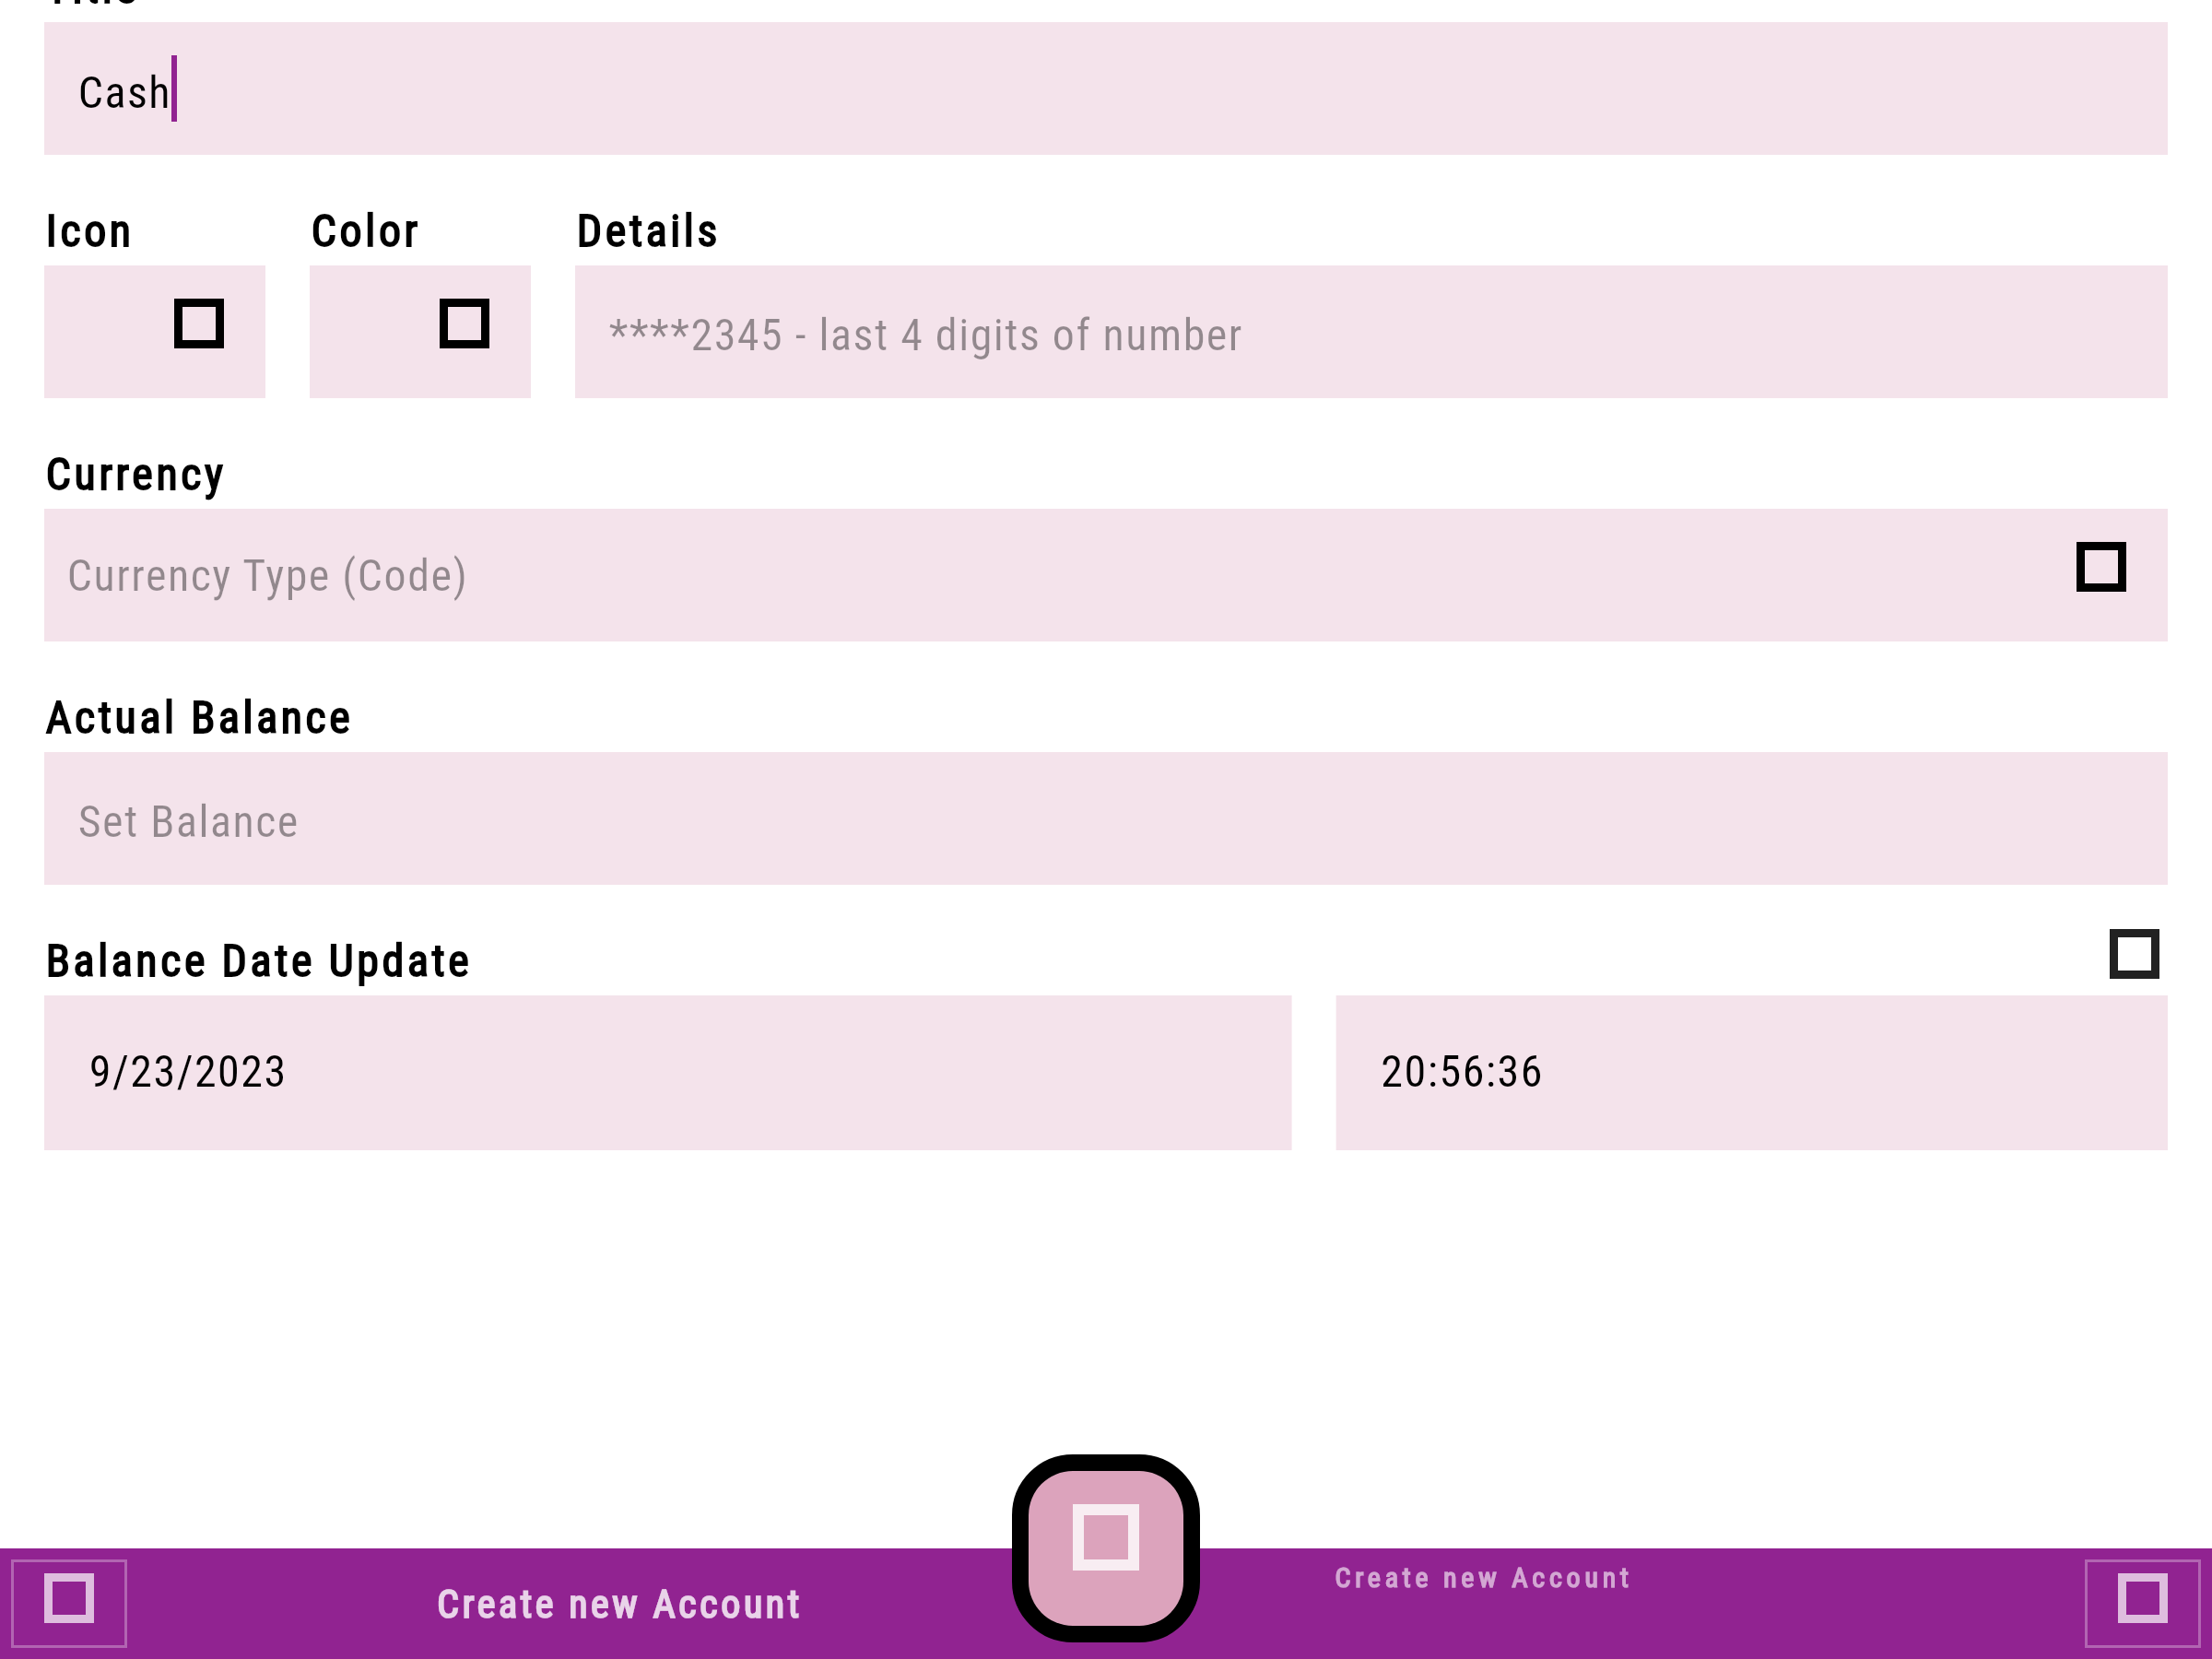 Title
Cash
Icon Color Details
****2345 - last 4 digits of number
Currency
Currency Type (Code)
Actual Balance
Set Balance
Balance Date Update
9/23/2023 20:56:36
Create new Account Create new Account